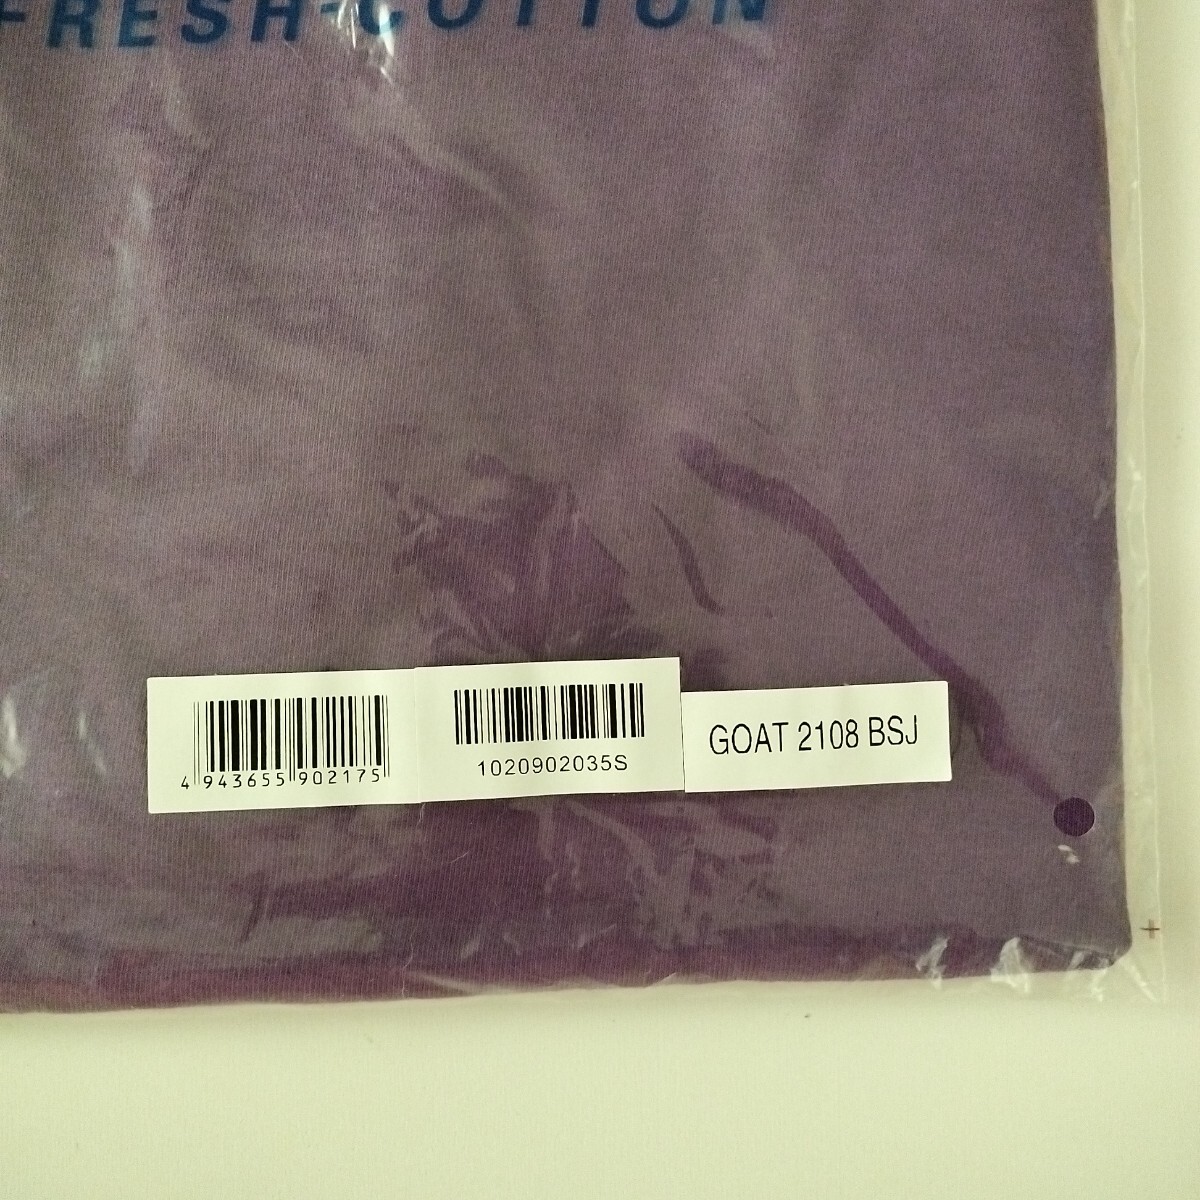 FRESH-COTTON
4 943655 902175
1020902035S
GOAT 2108 BSJ